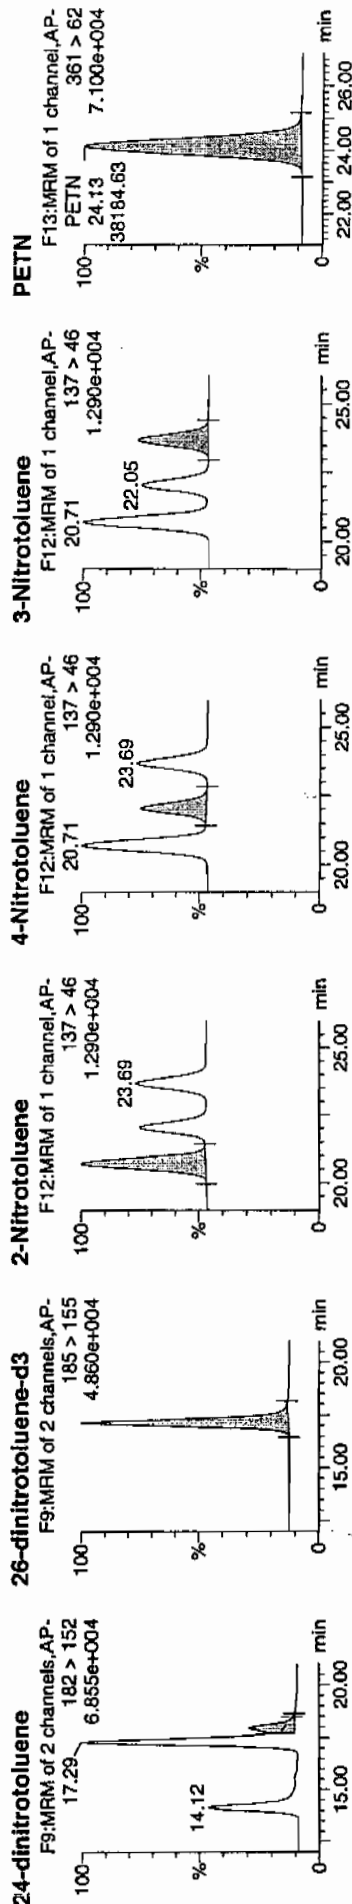 24-dinitrotoluene
F9:MRM of 2 channels,AP-
182 > 152
6.855e+004
17.29
14.12
100
%
0
15.00
20.00
min
26-dinitrotoluene-d3
F9:MRM of 2 channels,AP-
185 > 155
4.860e+004
100
%
0
15.00
20.00
min
2-Nitrotoluene
F12:MRM of 1 channel,AP-
137 > 46
1.290e+004
23.69
100
%
0
20.00
25.00
min
4-Nitrotoluene
F12:MRM of 1 channel,AP-
137 > 46
1.290e+004
20.71
23.69
100
%
0
20.00
25.00
min
3-Nitrotoluene
F12:MRM of 1 channel,AP-
137 > 46
1.290e+004
20.71
22.05
100
%
0
20.00
25.00
min
PETN
F13:MRM of 1 channel,AP-
361 > 62
7.100e+004
PETN
24.13
38184.63
100
%
0
22.00
24.00
26.00
min